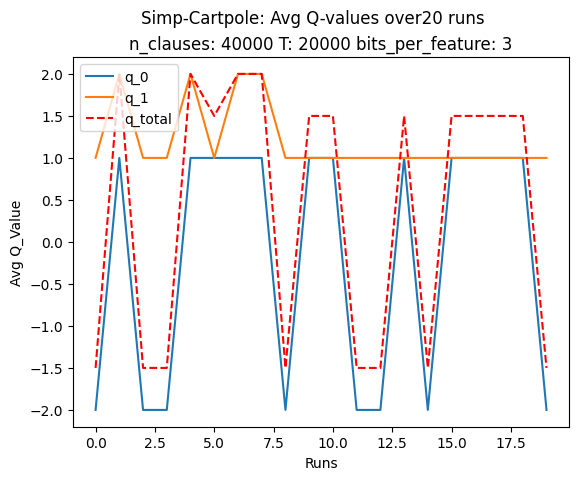 Simp-Cartpole: Avg Q-values over20 runs
n_clauses: 40000 T: 20000 bits_per_feature: 3
q_0
q_1
q_total
2.0
1.5
1.0
0.5
0.0
−0.5
−1.0
−1.5
−2.0
Avg Q_Value
0.0 2.5 5.0 7.5 10.0 12.5 15.0 17.5
Runs